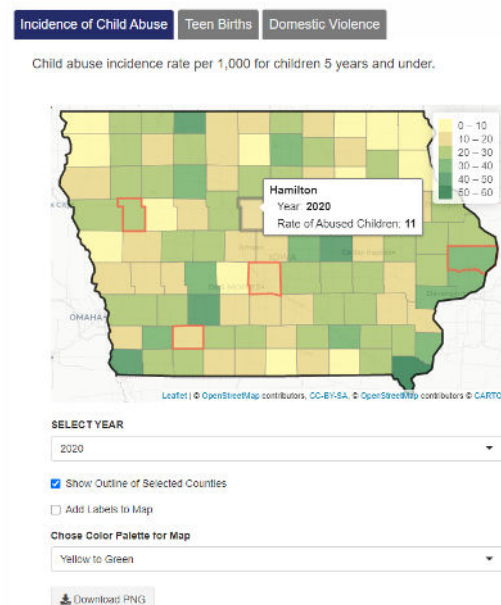 Incidence of Child Abuse Teen Births Domestic Violence
Child abuse incidence rate per 1,000 for children 5 years and under.
0 – 10
10 – 20
20 – 30
30 – 40
40 – 50
50 – 60
Hamilton
Year: 2020
Rate of Abused Children: 11
IOWA
OMAHA
Leaflet | © OpenStreetMap contributors, CC-BY-SA, © OpenStreetMap contributors © CARTO
SELECT YEAR
2020
Show Outline of Selected Counties
Add Labels to Map
Chose Color Palette for Map
Yellow to Green
Download PNG